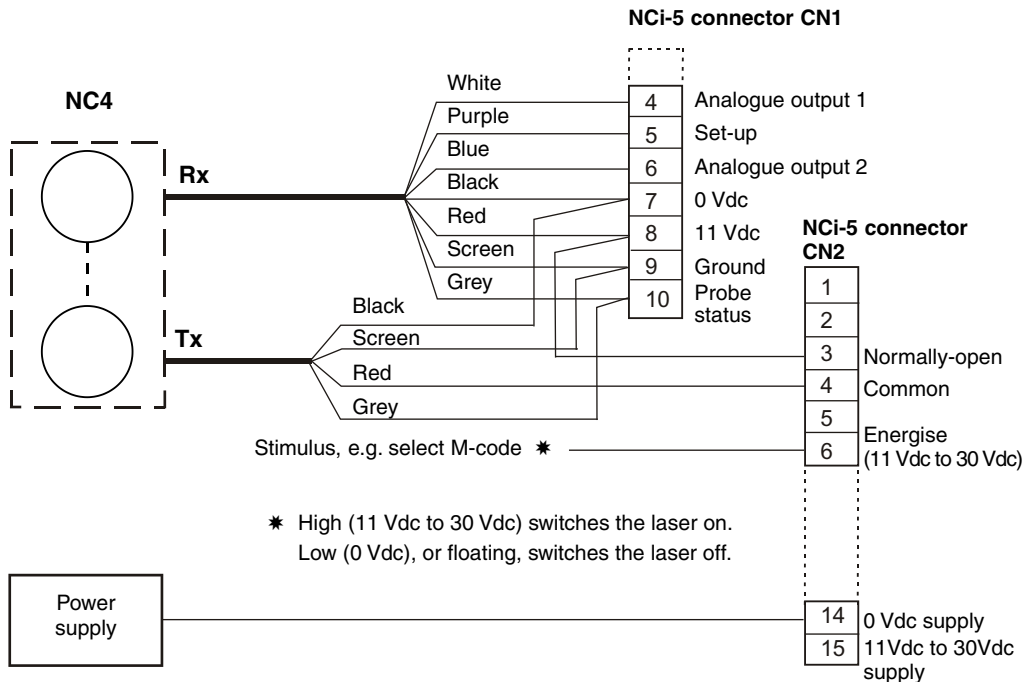 NCi-5 connector CN1
NC4
Rx
Tx
White
Purple
Blue
Black
Red
Screen
Grey
4 Analogue output 1
5 Set-up
6 Analogue output 2
7 0 Vdc
8 11 Vdc
9 Ground
10 Probe
status
Black
Screen
Red
Grey
NCi-5 connector
CN2
1
2
3 Normally-open
4 Common
5
6 Energise
(11 Vdc to 30 Vdc)
Stimulus, e.g. select M-code ✷
✷ High (11 Vdc to 30 Vdc) switches the laser on.
Low (0 Vdc), or floating, switches the laser off.
Power
supply
14 0 Vdc supply
15 11Vdc to 30Vdc
supply